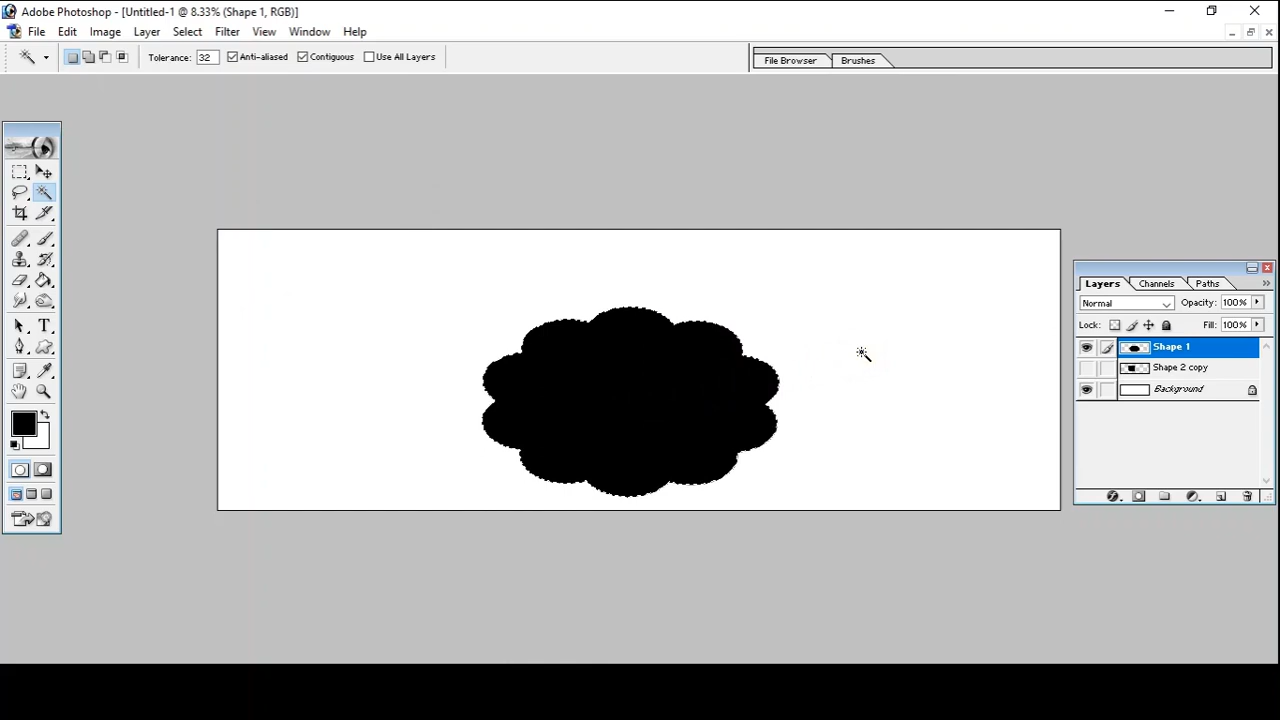 Adobe Photoshop - [Untitled-1 @ 8.33% (Shape 1, RGB)]
File Edit Image Layer Select Filter View Window Help
Tolerance: 32 Anti-aliased Contiguous Use All Layers File Browser Brushes
Layers Channels Paths
Normal Opacity: 100%
Lock: Fill: 100%
Shape 1
Shape 2 copy
Background
T